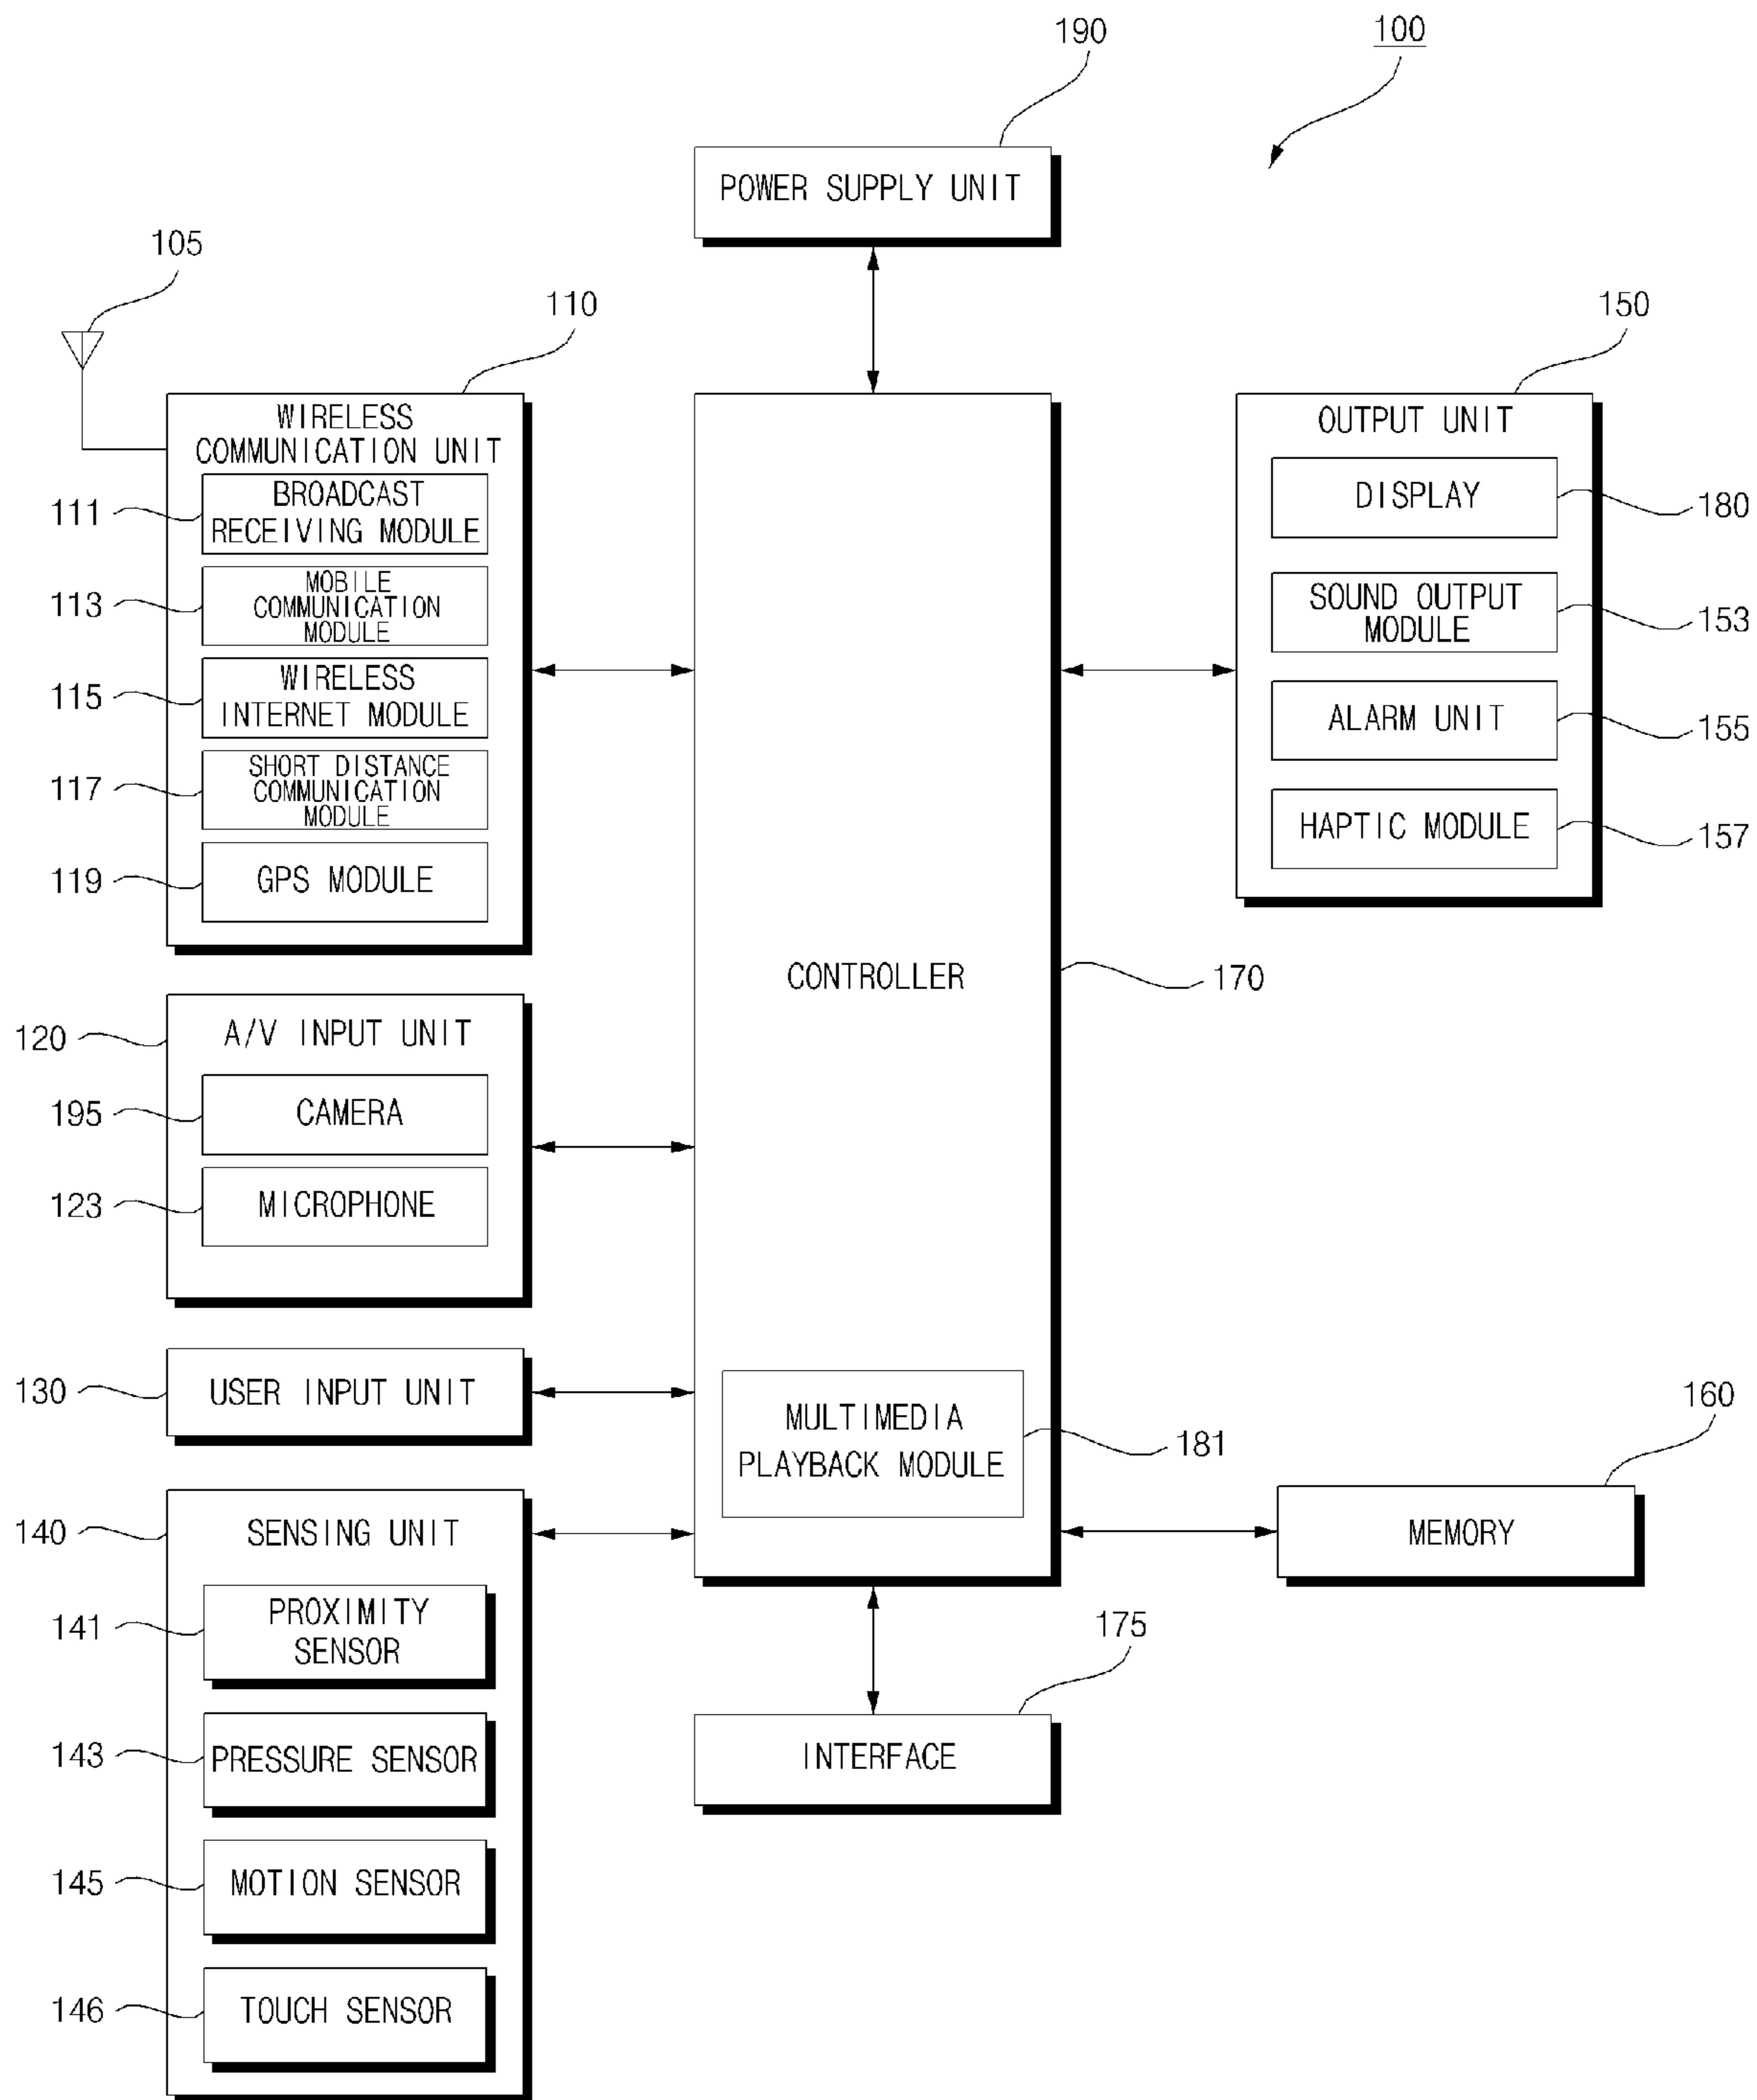 190
100
POWER SUPPLY UNIT
105
110
150
WIRELESS
COMMUNICATION UNIT
OUTPUT UNIT
111
BROADCAST
RECEIVING MODULE
DISPLAY
180
113
MOBILE
COMMUNICATION
MODULE
SOUND OUTPUT
MODULE
153
115
WIRELESS
INTERNET MODULE
ALARM UNIT
155
117
SHORT DISTANCE
COMMUNICATION
MODULE
HAPTIC MODULE
157
119
GPS MODULE
CONTROLLER
170
120
A/V INPUT UNIT
195
CAMERA
123
MICROPHONE
130
USER INPUT UNIT
MULTIMEDIA
PLAYBACK MODULE
181
160
140
SENSING UNIT
MEMORY
141
PROXIMITY
SENSOR
175
143
PRESSURE SENSOR
INTERFACE
145
MOTION SENSOR
146
TOUCH SENSOR